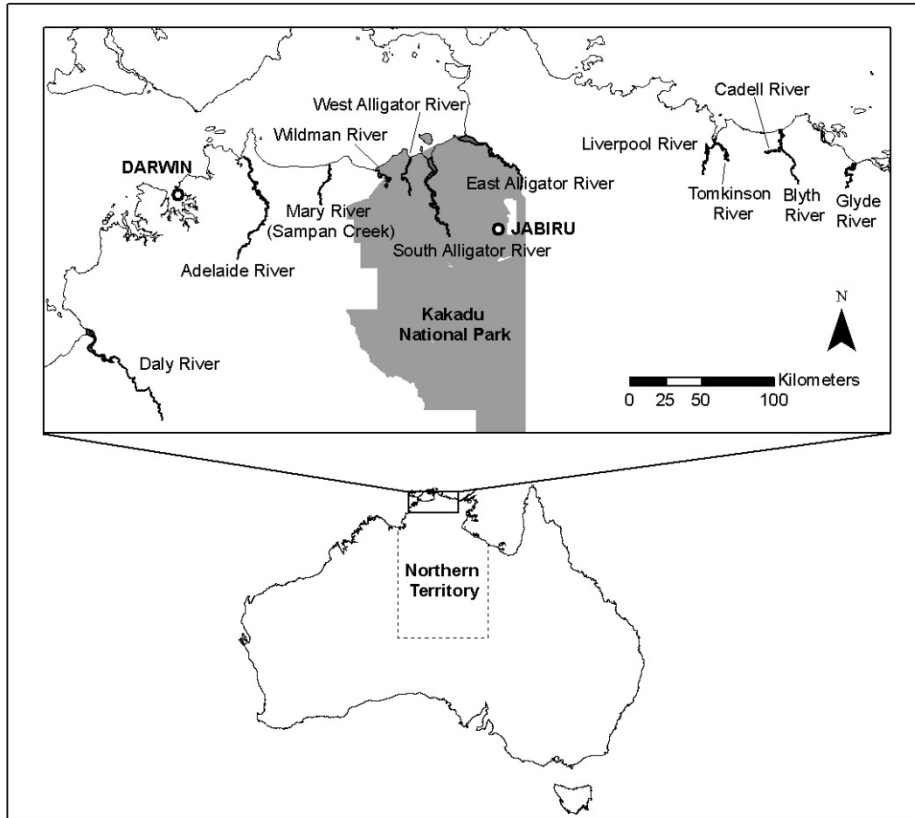 Cadell River
West Alligator River
Wildman River
Liverpool River
DARWIN
East Alligator River
Tomkinson
River
Blyth
River
Glyde
River
Mary River
(Sampan Creek)
JABIRU
South Alligator River
Adelaide River
Kakadu
National Park
N
Daly River
Kilometers
0 25 50 100
Northern
Territory